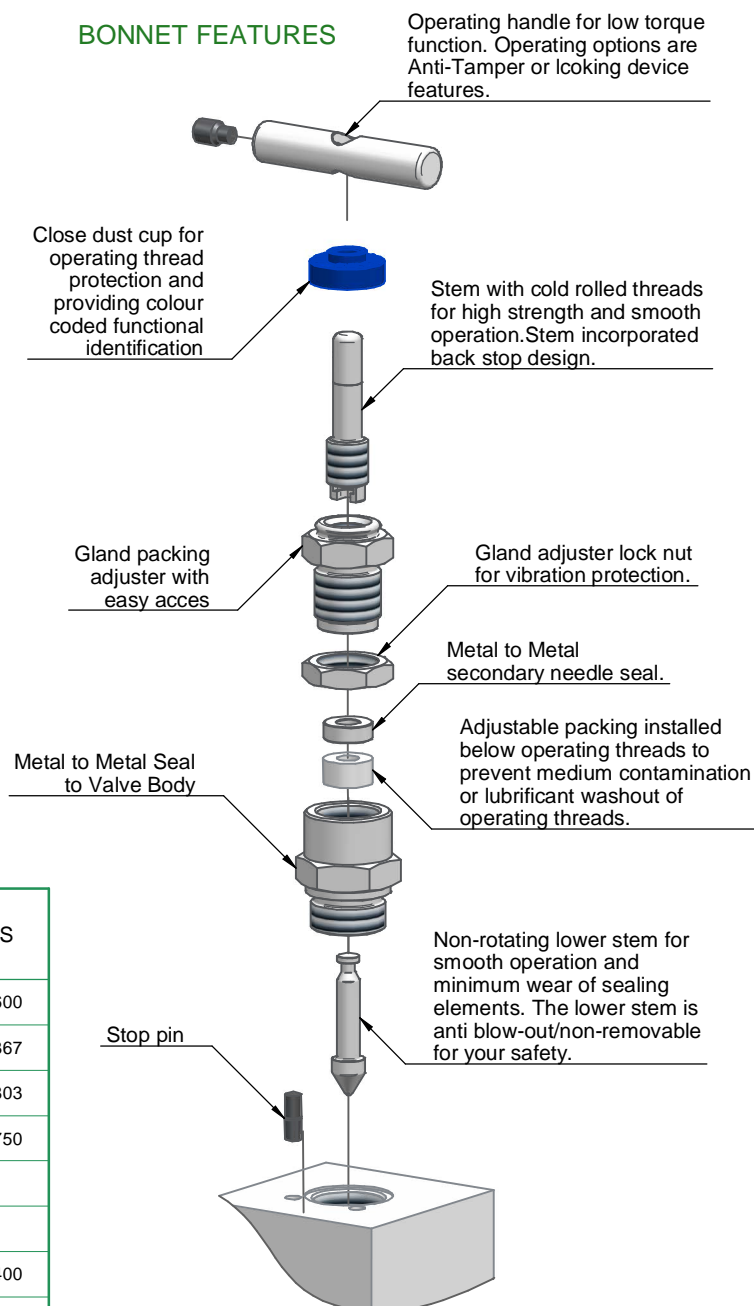 BONNET FEATURES
Operating handle for low torque
function. Operating options are
Anti-Tamper or lcoking device
features.
Close dust cup for
operating thread
protection and
providing colour
coded functional
identification
Stem with cold rolled threads
for high strength and smooth
operation.Stem incorporated
back stop design.
Gland packing
adjuster with
easy acces
Gland adjuster lock nut
for vibration protection.
Metal to Metal
secondary needle seal.
Adjustable packing installed
below operating threads to
prevent medium contamination
or lubrificant washout of
operating threads.
Metal to Metal Seal
to Valve Body
Non-rotating lower stem for
smooth operation and
minimum wear of sealing
elements. The lower stem is
anti blow-out/non-removable
for your safety.
Stop pin
S